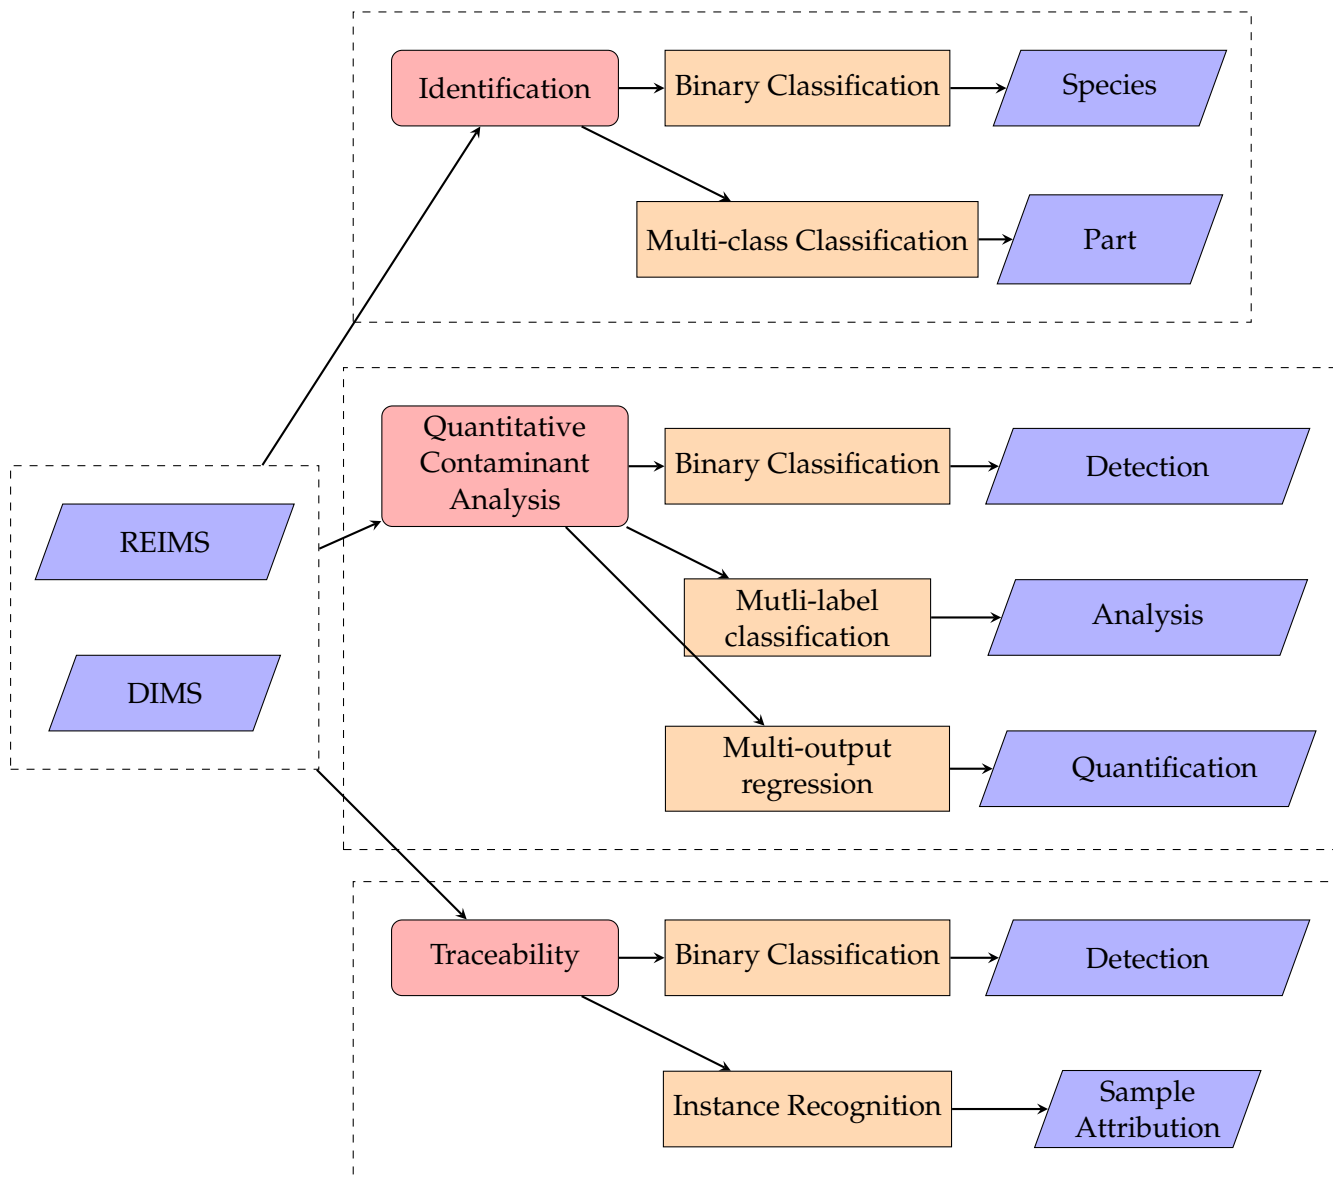 Identification
Binary Classification
Species
Multi-class Classification
Part
Quantitative
Contaminant
Analysis
Binary Classification
Detection
REIMS
Mutli-label
classification
Analysis
DIMS
Multi-output
regression
Quantification
Traceability
Binary Classification
Detection
Instance Recognition
Sample
Attribution